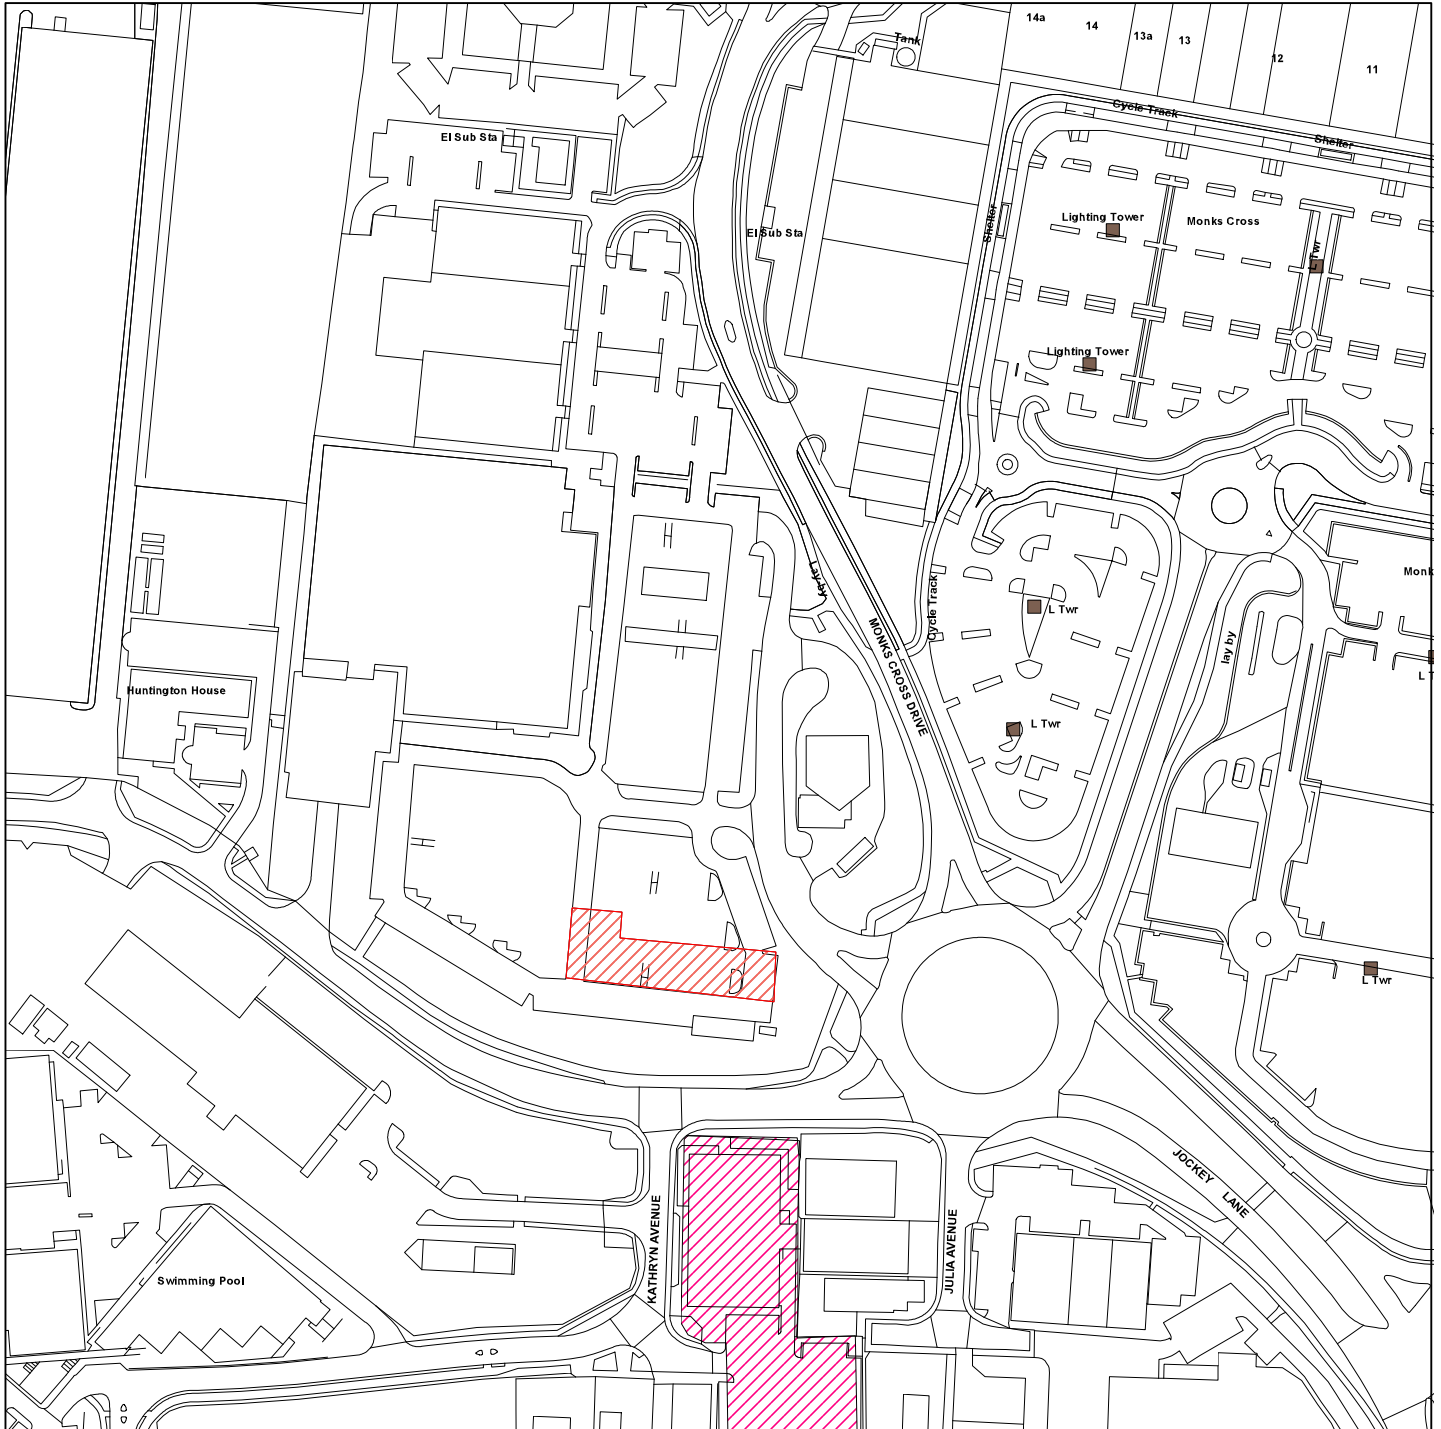 14a
14
13a
13
12
11
Tank
Cycle Track
Shelter
El Sub Sta
Lighting Tower
Monks Cross
Shelter
El Sub Sta
L Twr
Lighting Tower
Lay-by
Cycle Track
L Twr
Monk
MONKS CROSS DRIVE
lay by
L T
Huntington House
L Twr
L Twr
JOCKEY LANE
KATHRYN AVENUE
JULIA AVENUE
Swimming Pool